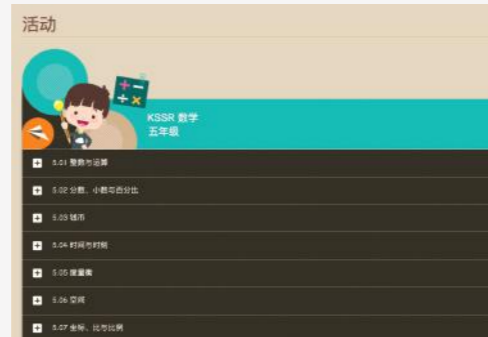 活动
KSSR 数学
五年级
5.01 整数与运算
5.02 分数、小数与百分比
5.03 钱币
5.04 时间与时刻
5.05 度量衡
5.06 空间
5.07 坐标、比与比例